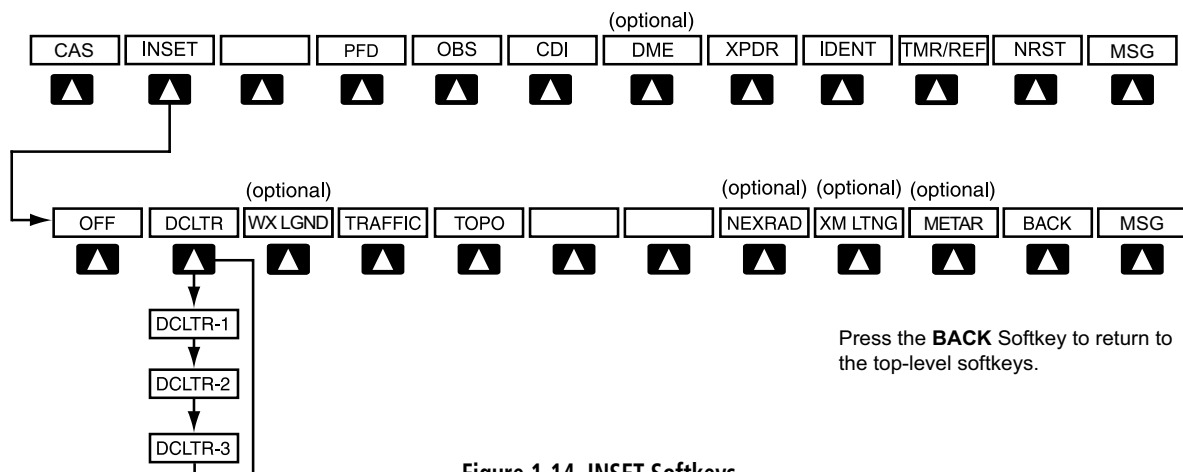 (optional)
CAS INSET PFD OBS CDI DME XPDR IDENT TMR/REF NRST MSG
(optional) (optional) (optional) (optional)
OFF DCLTR WX LGND TRAFFIC TOPO NEXRAD XM LTNG METAR BACK MSG
DCLTR-1
Press the BACK Softkey to return to
the top-level softkeys.
DCLTR-2
DCLTR-3
Figure 1-14 INSET Softkeys